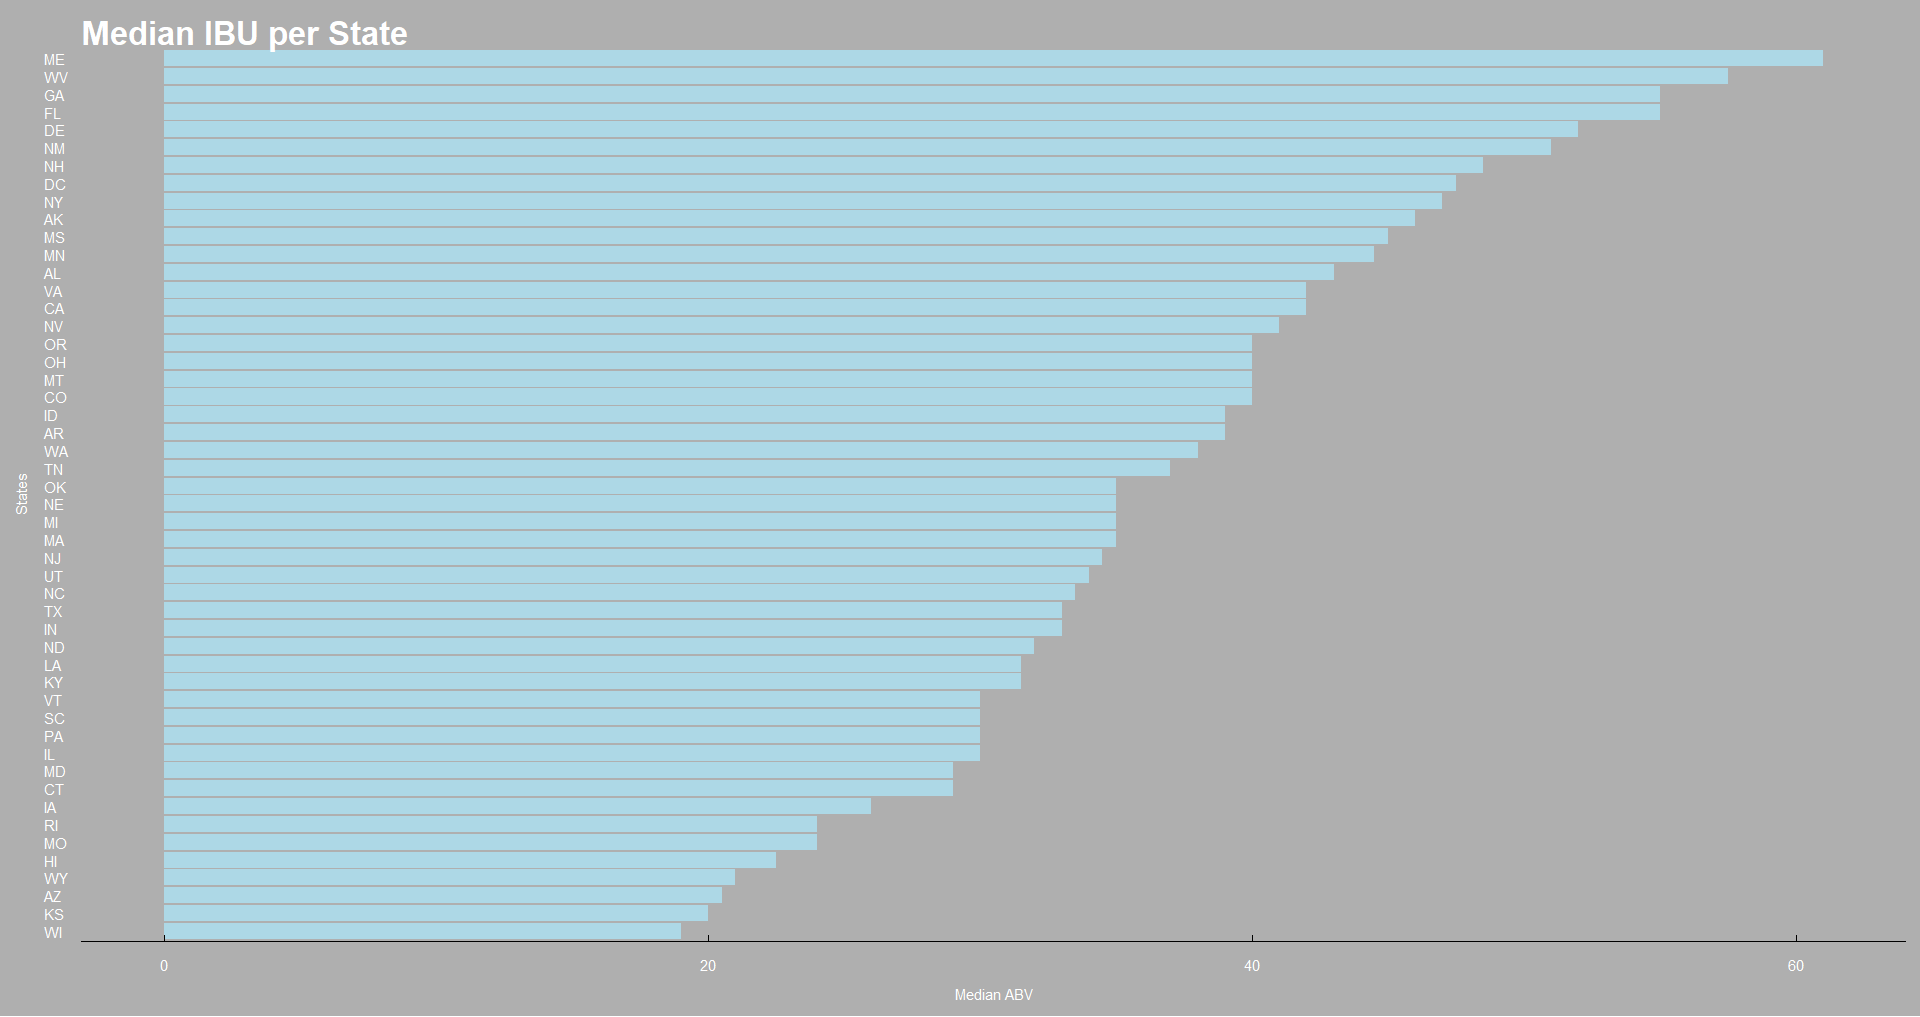 Median IBU per State
ME
WV
GA
FL
DE
NM
NH
DC
NY
AK
MS
MN
AL
VA
CA
NV
OR
OH
MT
CO
ID
AR
WA
TN
OK
NE
MI
MA
NJ
UT
NC
TX
IN
ND
LA
KY
VT
SC
PA
IL
MD
CT
IA
RI
MO
HI
WY
AZ
KS
WI
States
0 20 40 60
Median ABV